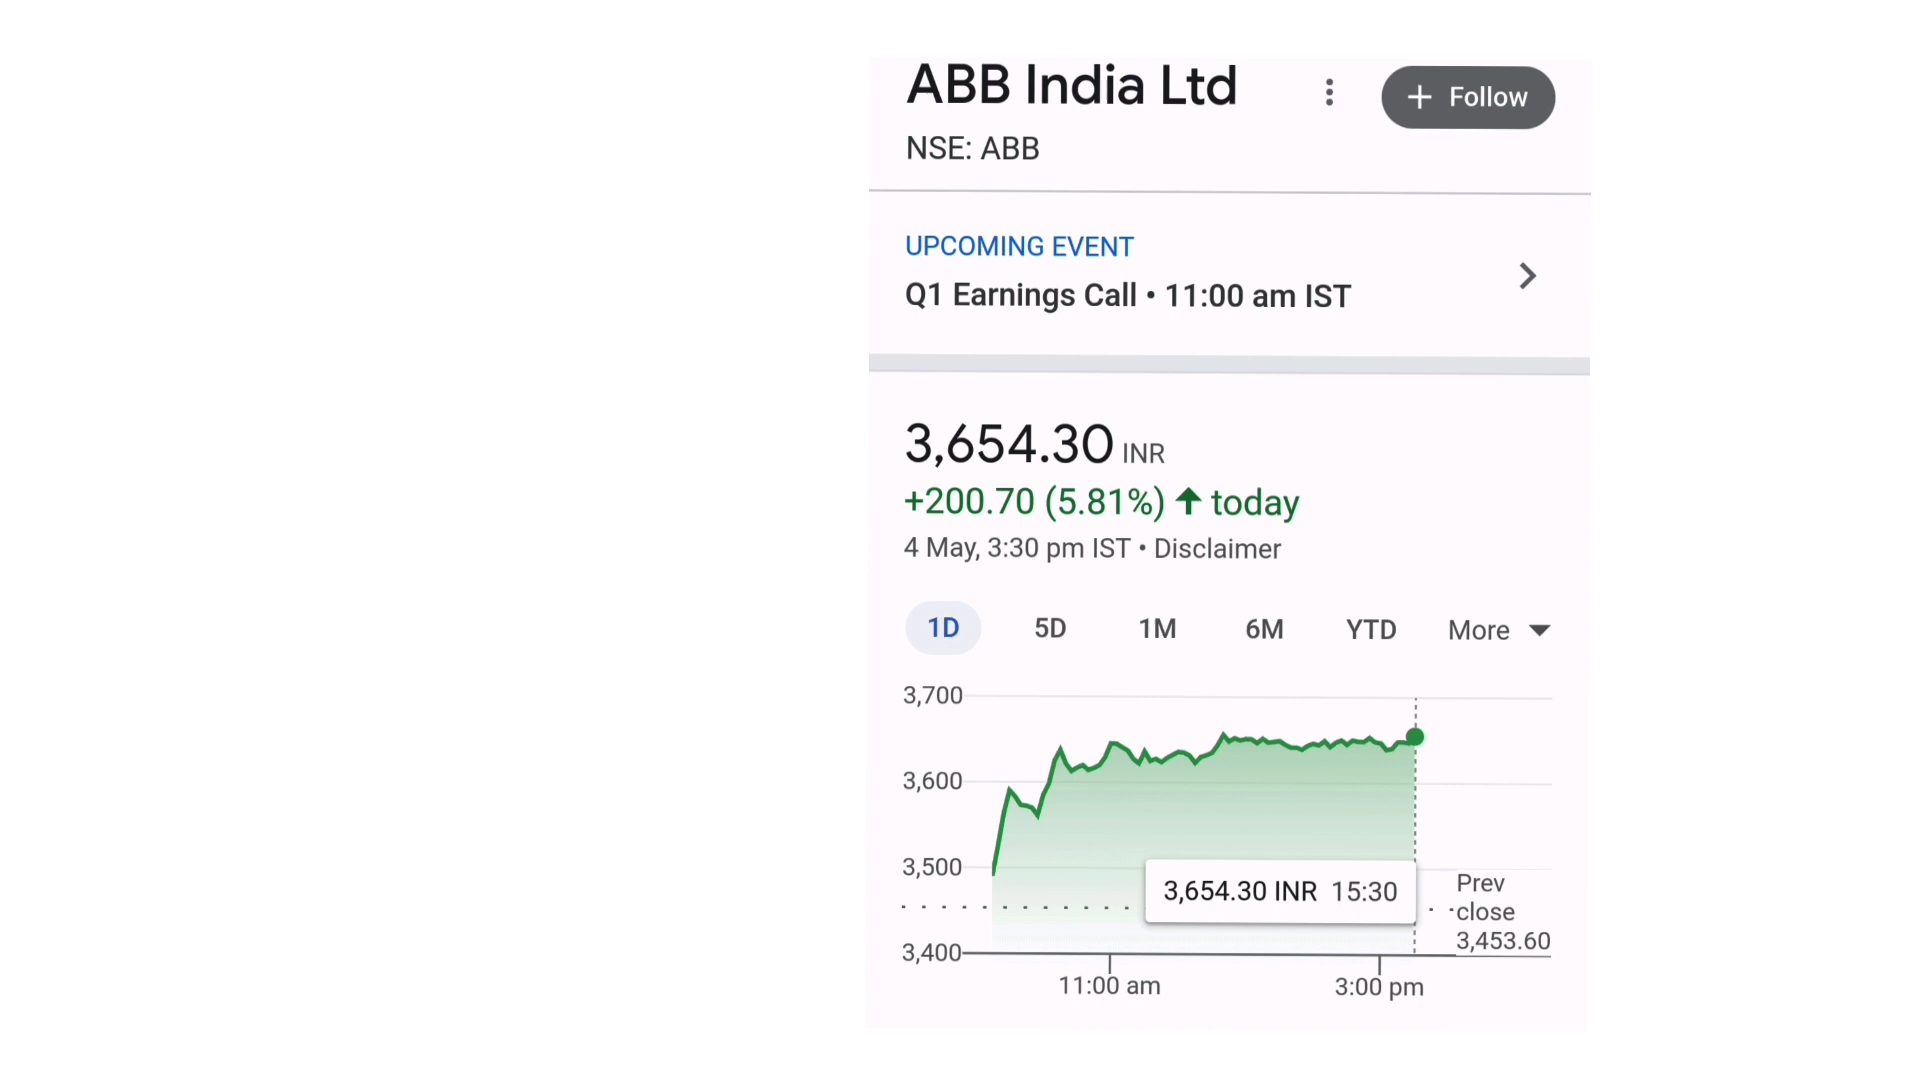 ABB India Ltd
+ Follow
NSE: ABB
UPCOMING EVENT
Q1 Earnings Call • 11:00 am IST
3,654.30 INR
+200.70 (5.81%) ↑ today
4 May, 3:30 pm IST • Disclaimer
1D 5D 1M 6M YTD More
3,700
3,600
3,500
3,400
3,654.30 INR 15:30
Prev
close
3,453.60
11:00 am 3:00 pm